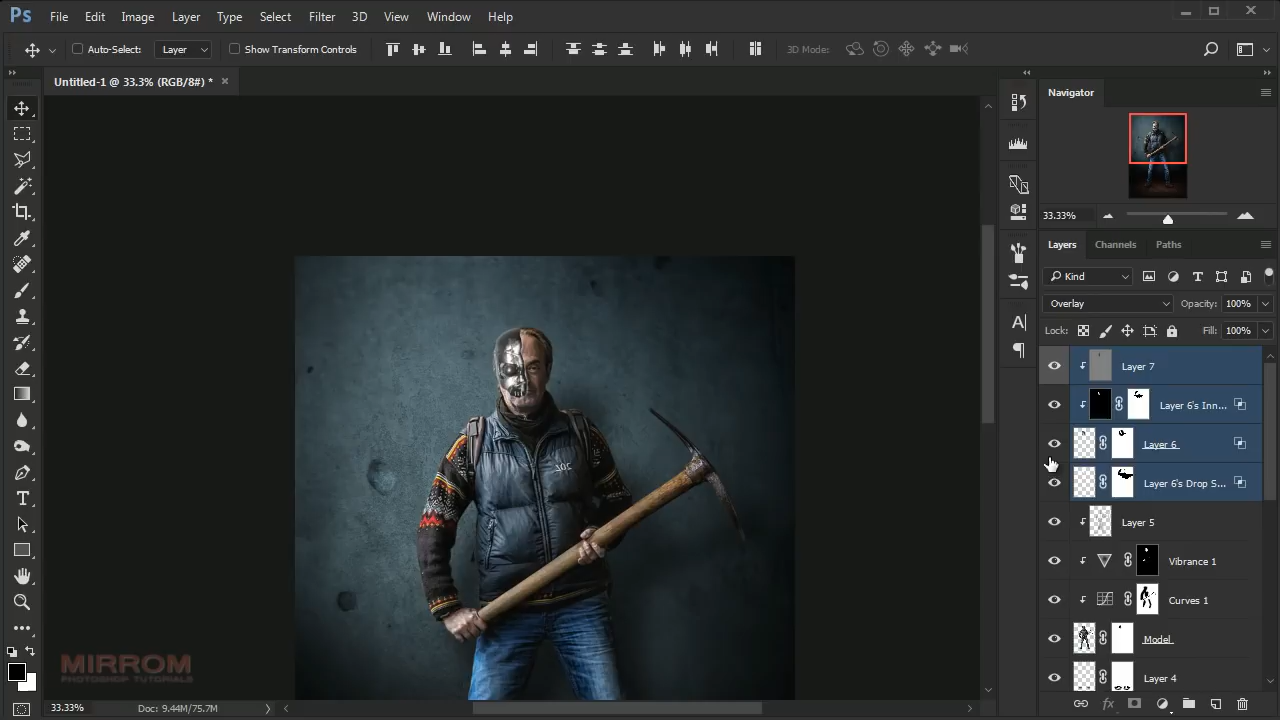 Ps File Edit Image Layer Type Select Filter 3D View Window Help
Auto-Select: Layer Show Transform Controls 3D Mode:
Untitled-1 @ 33.3% (RGB/8#) * ×
Navigator
33.33%
Layers Channels Paths
Kind
Overlay Opacity: 100%
Lock: Fill: 100%
Layer 7
Layer 6's Inn...
Layer 6
Layer 6's Drop S...
Layer 5
Vibrance 1
Curves 1
Model
Layer 4
MIRROM
PHOTOSHOP TUTORIALS
33.33% Doc: 9.44M/75.7M